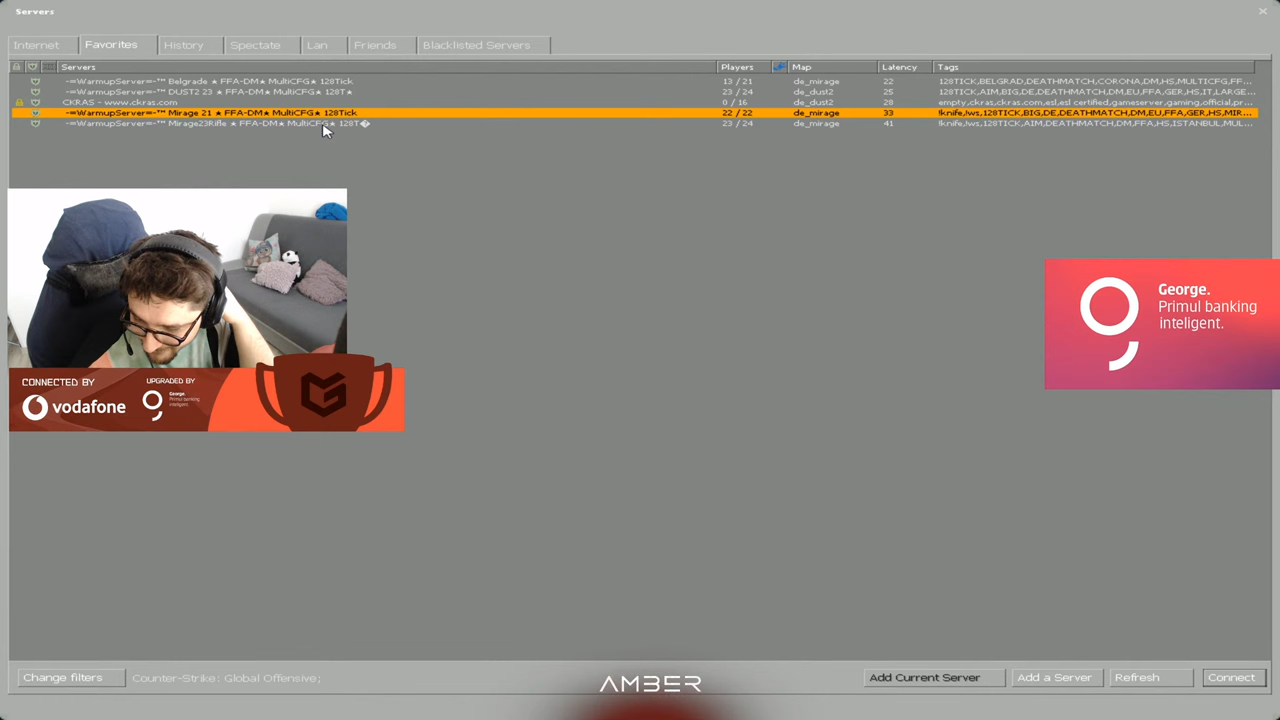 Servers
Internet Favorites History Spectate Lan Friends Blacklisted Servers
Servers Players Map Latency Tags
-=WarmupServer=-™ Belgrade ★ FFA-DM★ MultiCFG★ 128Tick 13 / 21 de_mirage 22 128TICK,BELGRAD,DEATHMATCH,CORONA,DM,HS,MULTICFG,FF...
-=WarmupServer=-™ DUST2 23 ★ FFA-DM★ MultiCFG★ 128T★ 23 / 24 de_dust2 25 128TICK,AIM,BIG,DE,DEATHMATCH,DM,EU,FFA,GER,HS,IT,LARGE...
CKRAS - www.ckras.com 0 / 16 de_dust2 28 empty,ckras,ckras.com,esl,esl certified,gameserver,gaming,official,pr...
-=WarmupServer=-™ Mirage 21 ★ FFA-DM★ MultiCFG★ 128Tick 22 / 22 de_mirage 33 !knife,!ws,128TICK,BIG,DE,DEATHMATCH,DM,EU,FFA,GER,HS,MIR...
-=WarmupServer=-™ Mirage23Rifle ★ FFA-DM★ MultiCFG★ 128T� 23 / 24 de_mirage 41 !knife,!ws,128TICK,AIM,DEATHMATCH,DM,FFA,HS,ISTANBUL,MUL...
George.
Primul banking
inteligent.
CONNECTED BY
vodafone
UPGRADED BY
George.
Primul banking
inteligent.
Change filters Counter-Strike: Global Offensive;
AMBER
Add Current Server Add a Server Refresh Connect